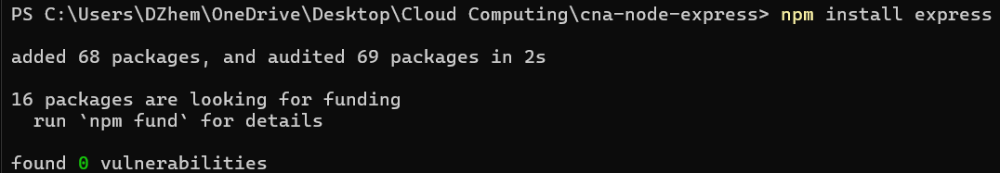 PS C:\Users\DZhem\OneDrive\Desktop\Cloud Computing\cna-node-express> npm install express
added 68 packages, and audited 69 packages in 2s
16 packages are looking for funding
run `npm fund` for details
found 0 vulnerabilities